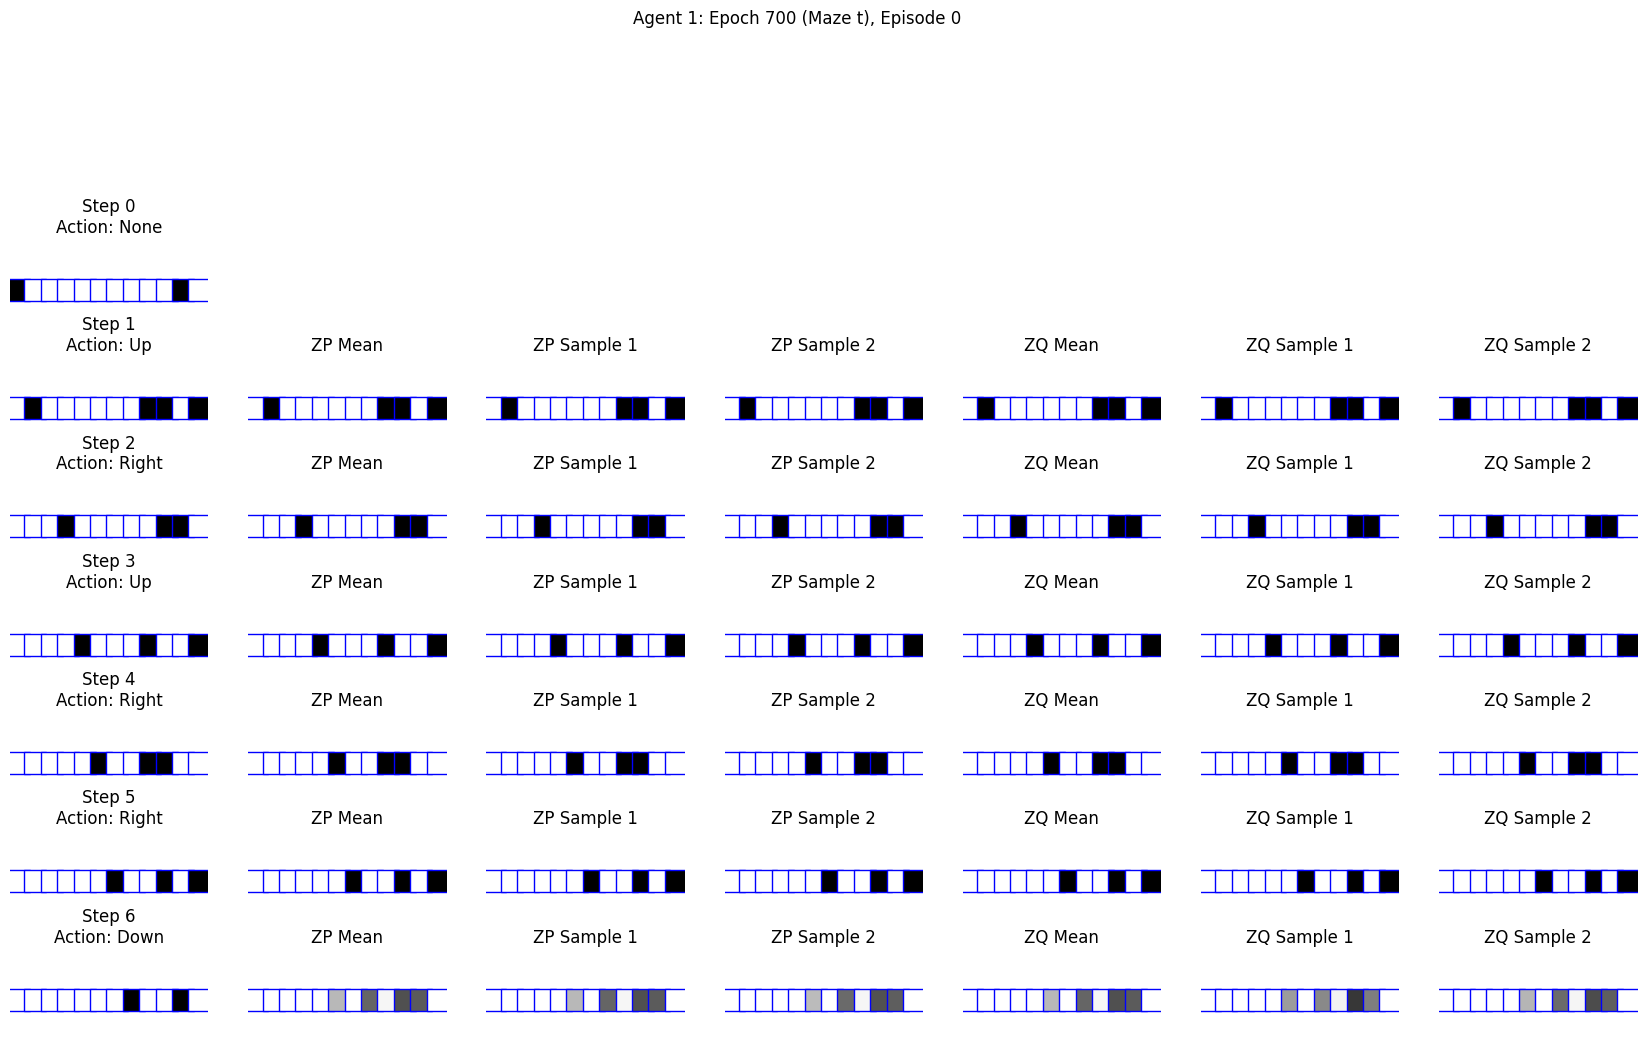 Agent 1: Epoch 700 (Maze t), Episode 0
Step 0
Action: None
Step 1
Action: Up
ZP Mean
ZP Sample 1
ZP Sample 2
ZQ Mean
ZQ Sample 1
ZQ Sample 2
Step 2
Action: Right
ZP Mean
ZP Sample 1
ZP Sample 2
ZQ Mean
ZQ Sample 1
ZQ Sample 2
Step 3
Action: Up
ZP Mean
ZP Sample 1
ZP Sample 2
ZQ Mean
ZQ Sample 1
ZQ Sample 2
Step 4
Action: Right
ZP Mean
ZP Sample 1
ZP Sample 2
ZQ Mean
ZQ Sample 1
ZQ Sample 2
Step 5
Action: Right
ZP Mean
ZP Sample 1
ZP Sample 2
ZQ Mean
ZQ Sample 1
ZQ Sample 2
Step 6
Action: Down
ZP Mean
ZP Sample 1
ZP Sample 2
ZQ Mean
ZQ Sample 1
ZQ Sample 2